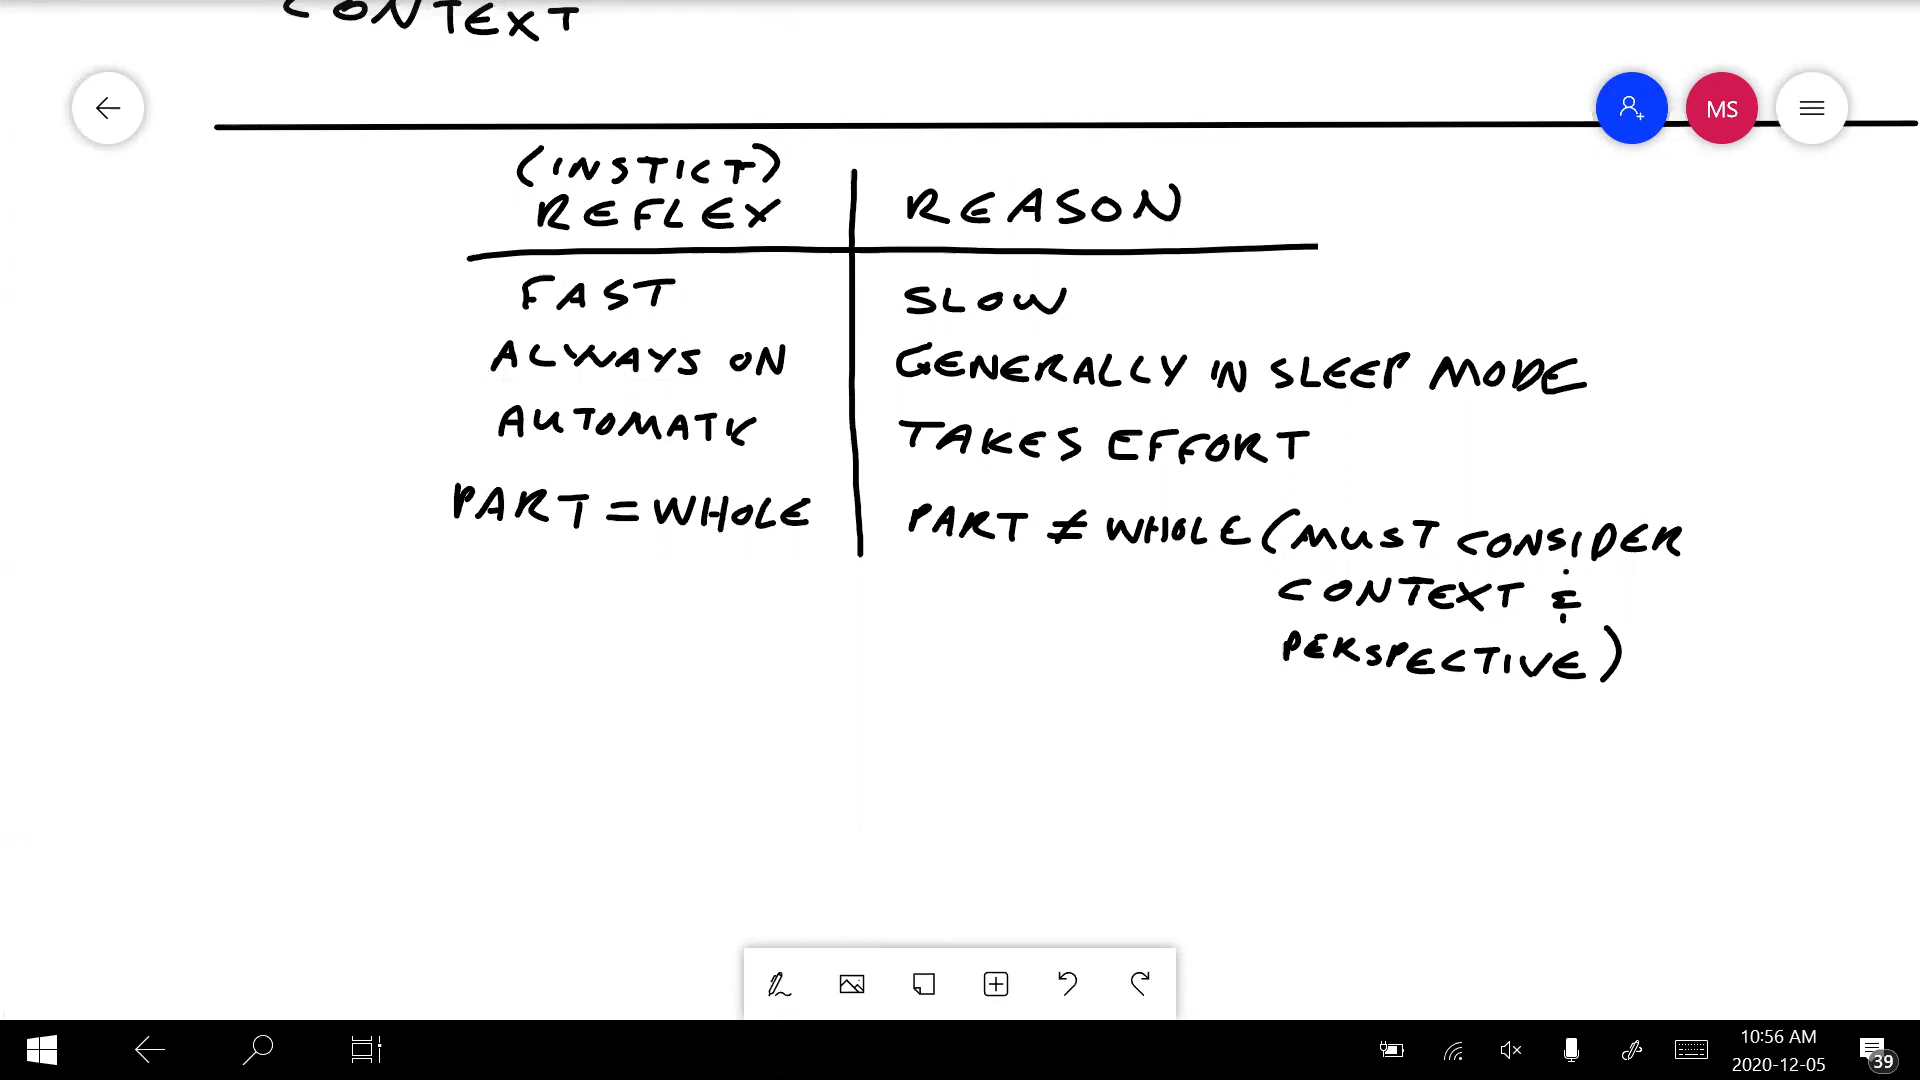 CONTEXT
MS
(INSTICT)
REFLEX
REASON
FAST
SLOW
ALWAYS ON
GENERALLY IN SLEEP MODE
AUTOMATIC
TAKES EFFORT
PART = WHOLE
PART ≠ WHOLE (MUST CONSIDER
CONTEXT &
PERSPECTIVE)
10:56 AM
2020-12-05
39